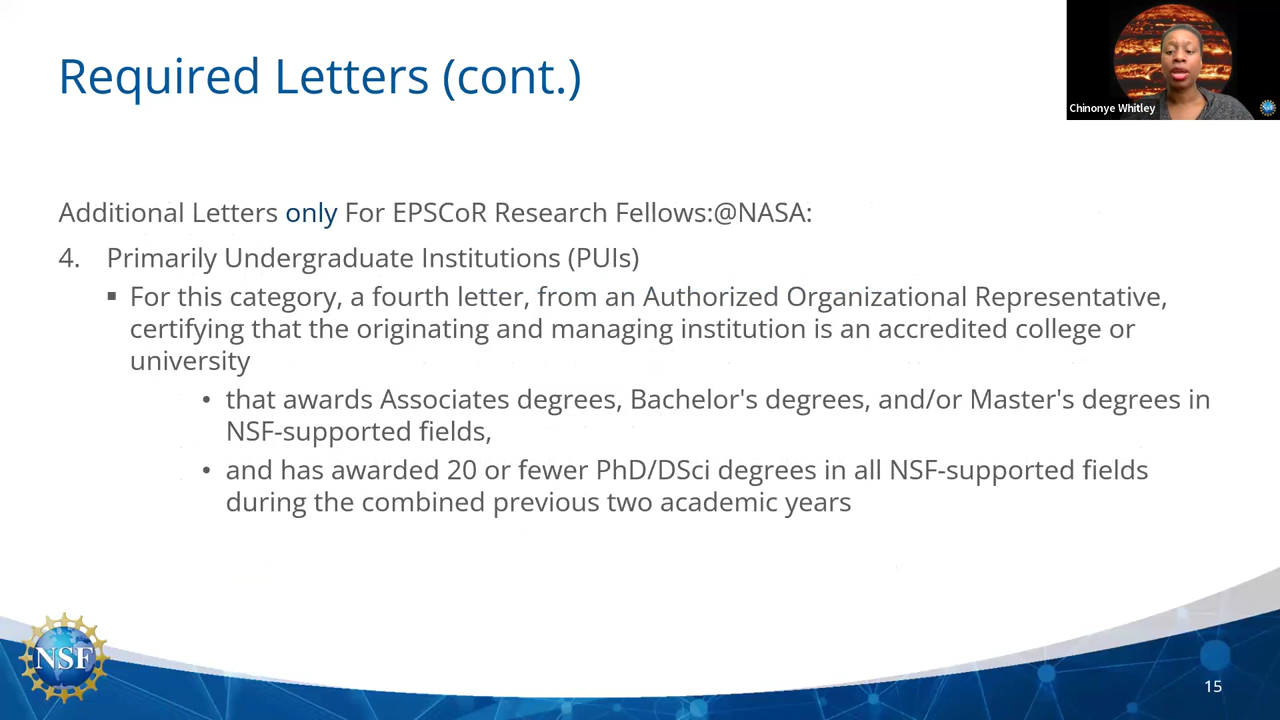 Required Letters (cont.)
Chinonye Whitley
Additional Letters only For EPSCoR Research Fellows:@NASA:
4. Primarily Undergraduate Institutions (PUIs)
▪ For this category, a fourth letter, from an Authorized Organizational Representative,
certifying that the originating and managing institution is an accredited college or
university
• that awards Associates degrees, Bachelor's degrees, and/or Master's degrees in
NSF-supported fields,
• and has awarded 20 or fewer PhD/DSci degrees in all NSF-supported fields
during the combined previous two academic years
NSF
15